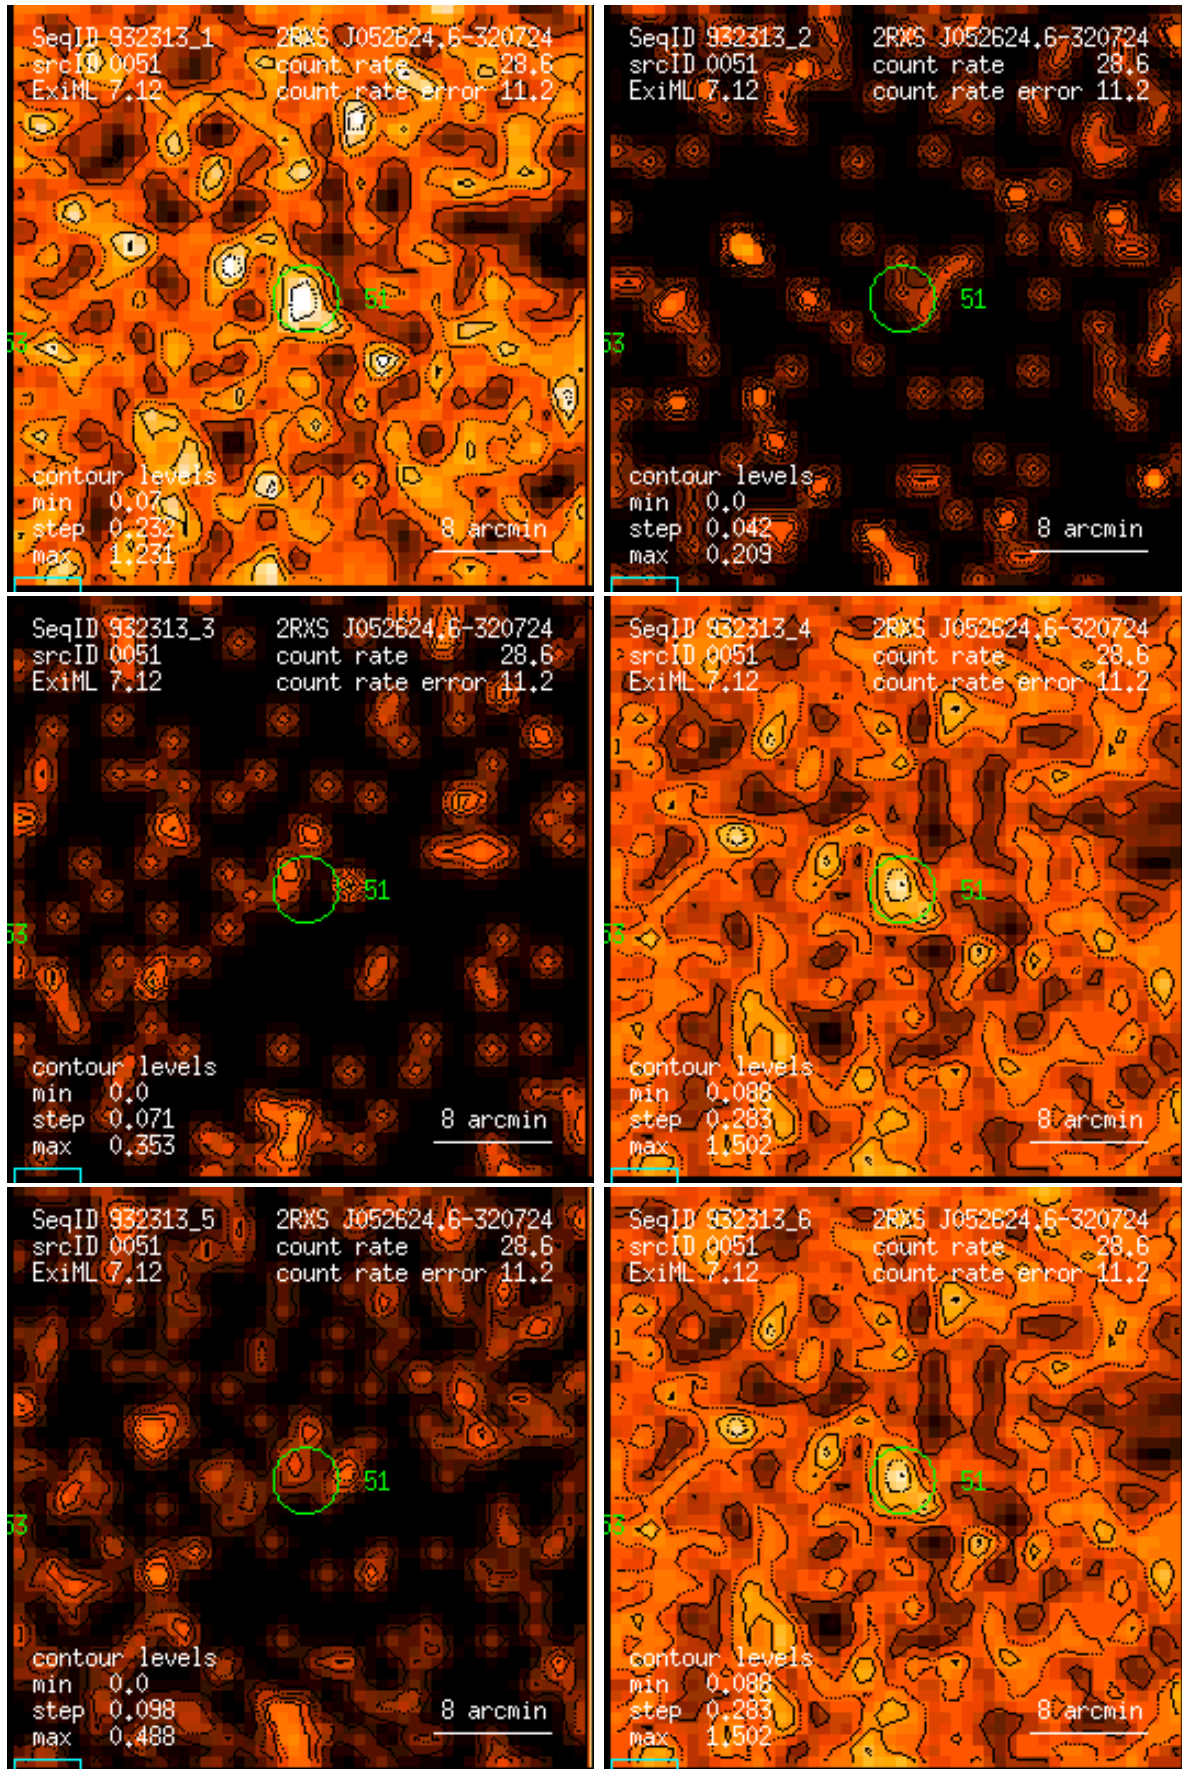 SeqID 932313_1 2RXS J052624.6-320724
srcID 0051 count rate 28.6
ExiML 7.12 count rate error 11.2
51
53
contour levels
min 0.07
step 0.232 8 arcmin
max 1.231
SeqID 932313_2 2RXS J052624.6-320724
srcID 0051 count rate 28.6
ExiML 7.12 count rate error 11.2
51
53
contour levels
min 0.0
step 0.042 8 arcmin
max 0.209
SeqID 932313_3 2RXS J052624.6-320724
srcID 0051 count rate 28.6
ExiML 7.12 count rate error 11.2
51
53
contour levels
min 0.0
step 0.071 8 arcmin
max 0.353
SeqID 932313_4 2RXS J052624.6-320724
srcID 0051 count rate 28.6
ExiML 7.12 count rate error 11.2
51
53
contour levels
min 0.088
step 0.283 8 arcmin
max 1.502
SeqID 932313_5 2RXS J052624.6-320724
srcID 0051 count rate 28.6
ExiML 7.12 count rate error 11.2
51
53
contour levels
min 0.0
step 0.098 8 arcmin
max 0.488
SeqID 932313_6 2RXS J052624.6-320724
srcID 0051 count rate 28.6
ExiML 7.12 count rate error 11.2
51
53
contour levels
min 0.088
step 0.283 8 arcmin
max 1.502